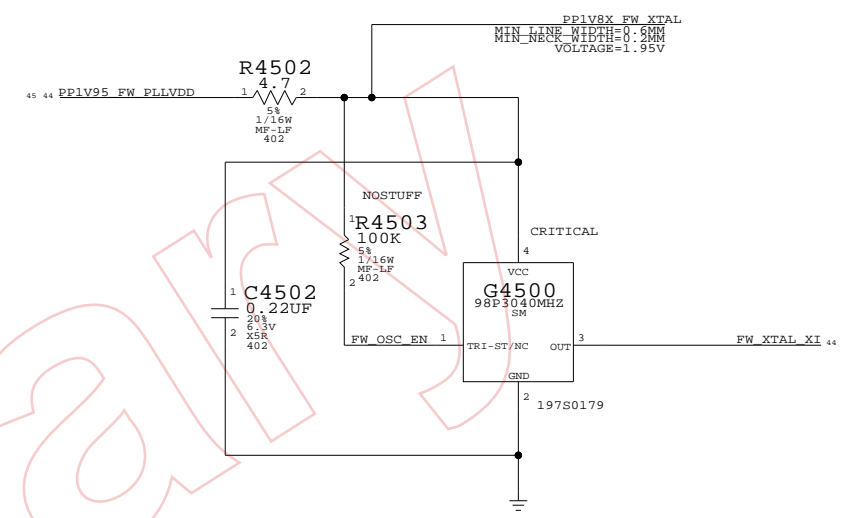 PP1V8X_FW_XTAL
MIN_LINE_WIDTH=0.6MM
MIN_NECK_WIDTH=0.2MM
VOLTAGE=1.95V
R4502
4.7
45 44 PP1V95_FW_PLLVDD 1 2
5%
1/16W
MF-LF
402
NOSTUFF
1 R4503
100K
5%
1/16W
MF-LF
2 402
CRITICAL
4
VCC
G4500
98P3040MHZ
SM
1 C4502
0.22UF
20%
2 6.3V
X5R
402
FW_OSC_EN 1 TRI-ST/NC OUT 3 FW_XTAL_XI 44
GND
2 197S0179
ary